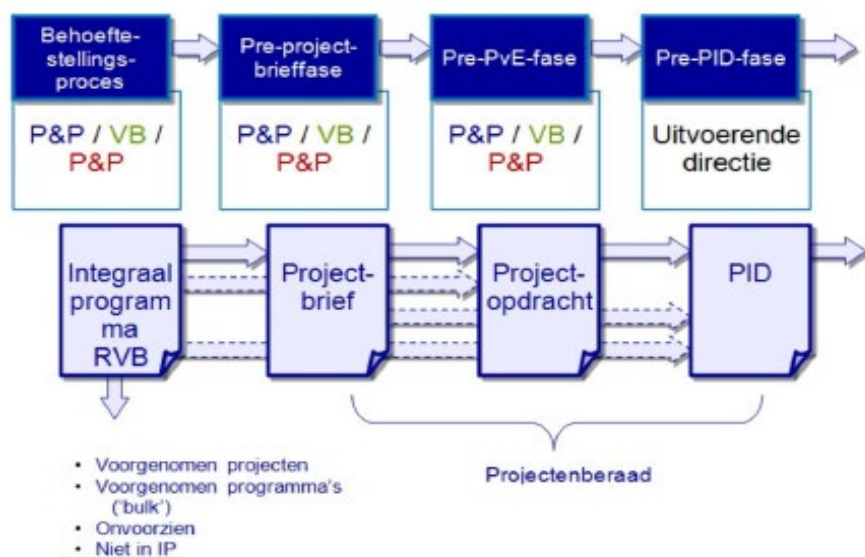 Behoefte-
stellings-
proces
Pre-project-
brieffase
Pre-PvE-fase
Pre-PID-fase
P&P / VB /
P&P
P&P / VB /
P&P
P&P / VB /
P&P
Uitvoerende
directie
Integraal
program
ma
RVB
Project-
brief
Project-
opdracht
PID
• Voorgenomen projecten
• Voorgenomen programma's
('bulk')
• Onvoorzien
• Niet in IP
Projectenberaad